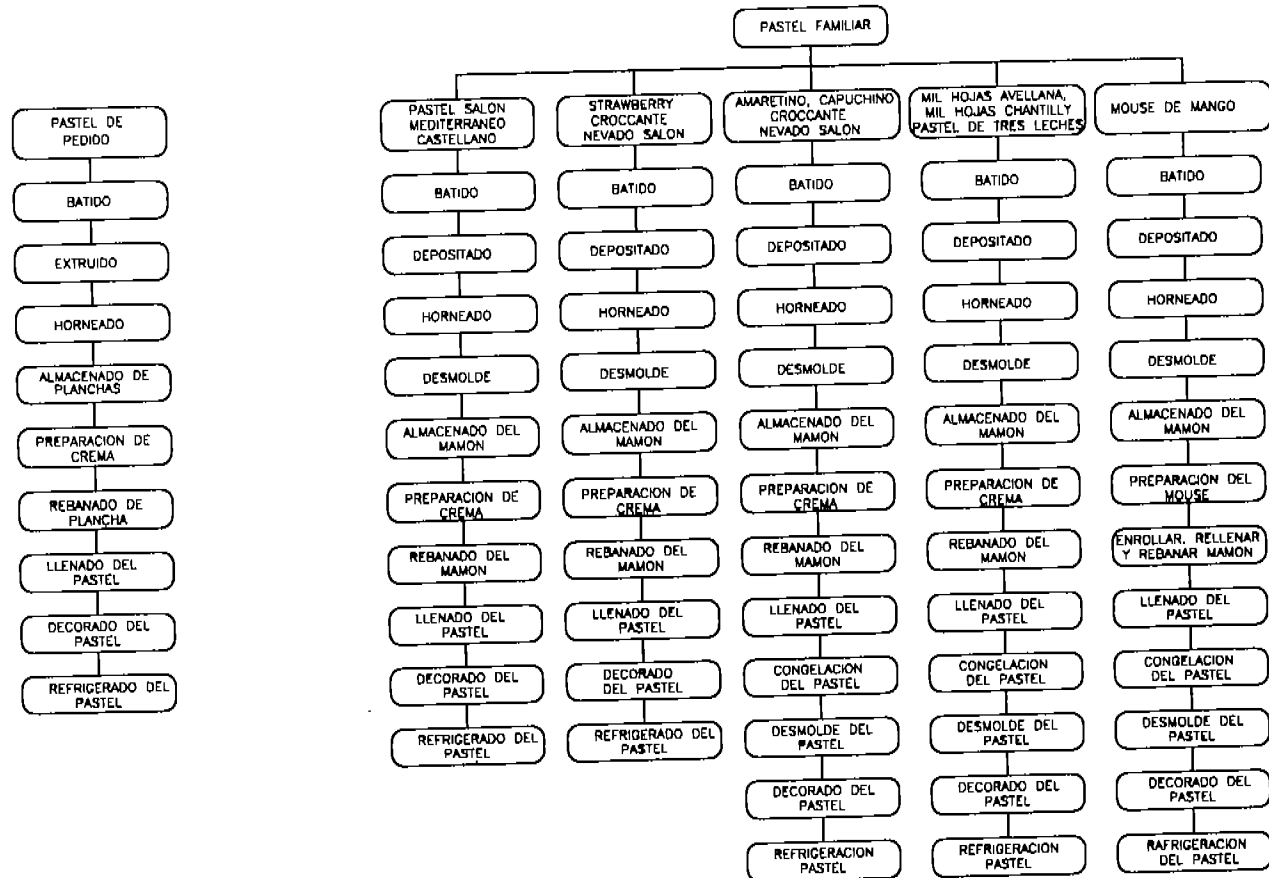 PASTEL DE
PEDIDO
BATIDO
EXTRUIDO
HORNEADO
ALMACENADO DE
PLANCHAS
PREPARACION DE
CREMA
REBANADO DE
PLANCHA
LLENADO DEL
PASTEL
DECORADO DEL
PASTEL
REFRIGERADO DEL
PASTEL
PASTEL FAMILIAR
PASTEL SALON
MEDITERRANEO
CASTELLANO
BATIDO
DEPOSITADO
HORNEADO
DESMOLDE
ALMACENADO DEL
MAMON
PREPARACION DE
CREMA
REBANADO DEL
MAMON
LLENADO DEL
PASTEL
DECORADO DEL
PASTEL
REFRIGERADO DEL
PASTEL
STRAWBERRY
CROCCANTE
NEVADO SALON
BATIDO
DEPOSITADO
HORNEADO
DESMOLDE
ALMACENADO DEL
MAMON
PREPARACION DE
CREMA
REBANADO DEL
MAMON
LLENADO DEL
PASTEL
DECORADO
DEL PASTEL
REFRIGERADO DEL
PASTEL
AMARETINO, CAPUCHINO
CROCCANTE
NEVADO SALON
BATIDO
DEPOSITADO
HORNEADO
DESMOLDE
ALMACENADO DEL
MAMON
PREPARACION DE
CREMA
REBANADO DEL
MAMON
LLENADO DEL
PASTEL
CONGELACION
DEL PASTEL
DESMOLDE DEL
PASTEL
DECORADO DEL
PASTEL
REFRIGERACION
PASTEL
MIL HOJAS AVELLANA,
MIL HOJAS CHANTILLY
PASTEL DE TRES LECHES
BATIDO
DEPOSITADO
HORNEADO
DESMOLDE
ALMACENADO DEL
MAMON
PREPARACION DE
CREMA
REBANADO DEL
MAMON
LLENADO DEL
PASTEL
CONGELACION
DEL PASTEL
DESMOLDE DEL
PASTEL
DECORADO DEL
PASTEL
REFRIGERACION
PASTEL
MOUSE DE MANGO
BATIDO
DEPOSITADO
HORNEADO
DESMOLDE
ALMACENADO DEL
MAMON
PREPARACION DEL
MOUSE
ENROLLAR, RELLENAR
Y REBANAR MAMON
LLENADO DEL
PASTEL
CONGELACION
DEL PASTEL
DESMOLDE DEL
PASTEL
DECORADO DEL
PASTEL
RAFRIGERACION
DEL PASTEL